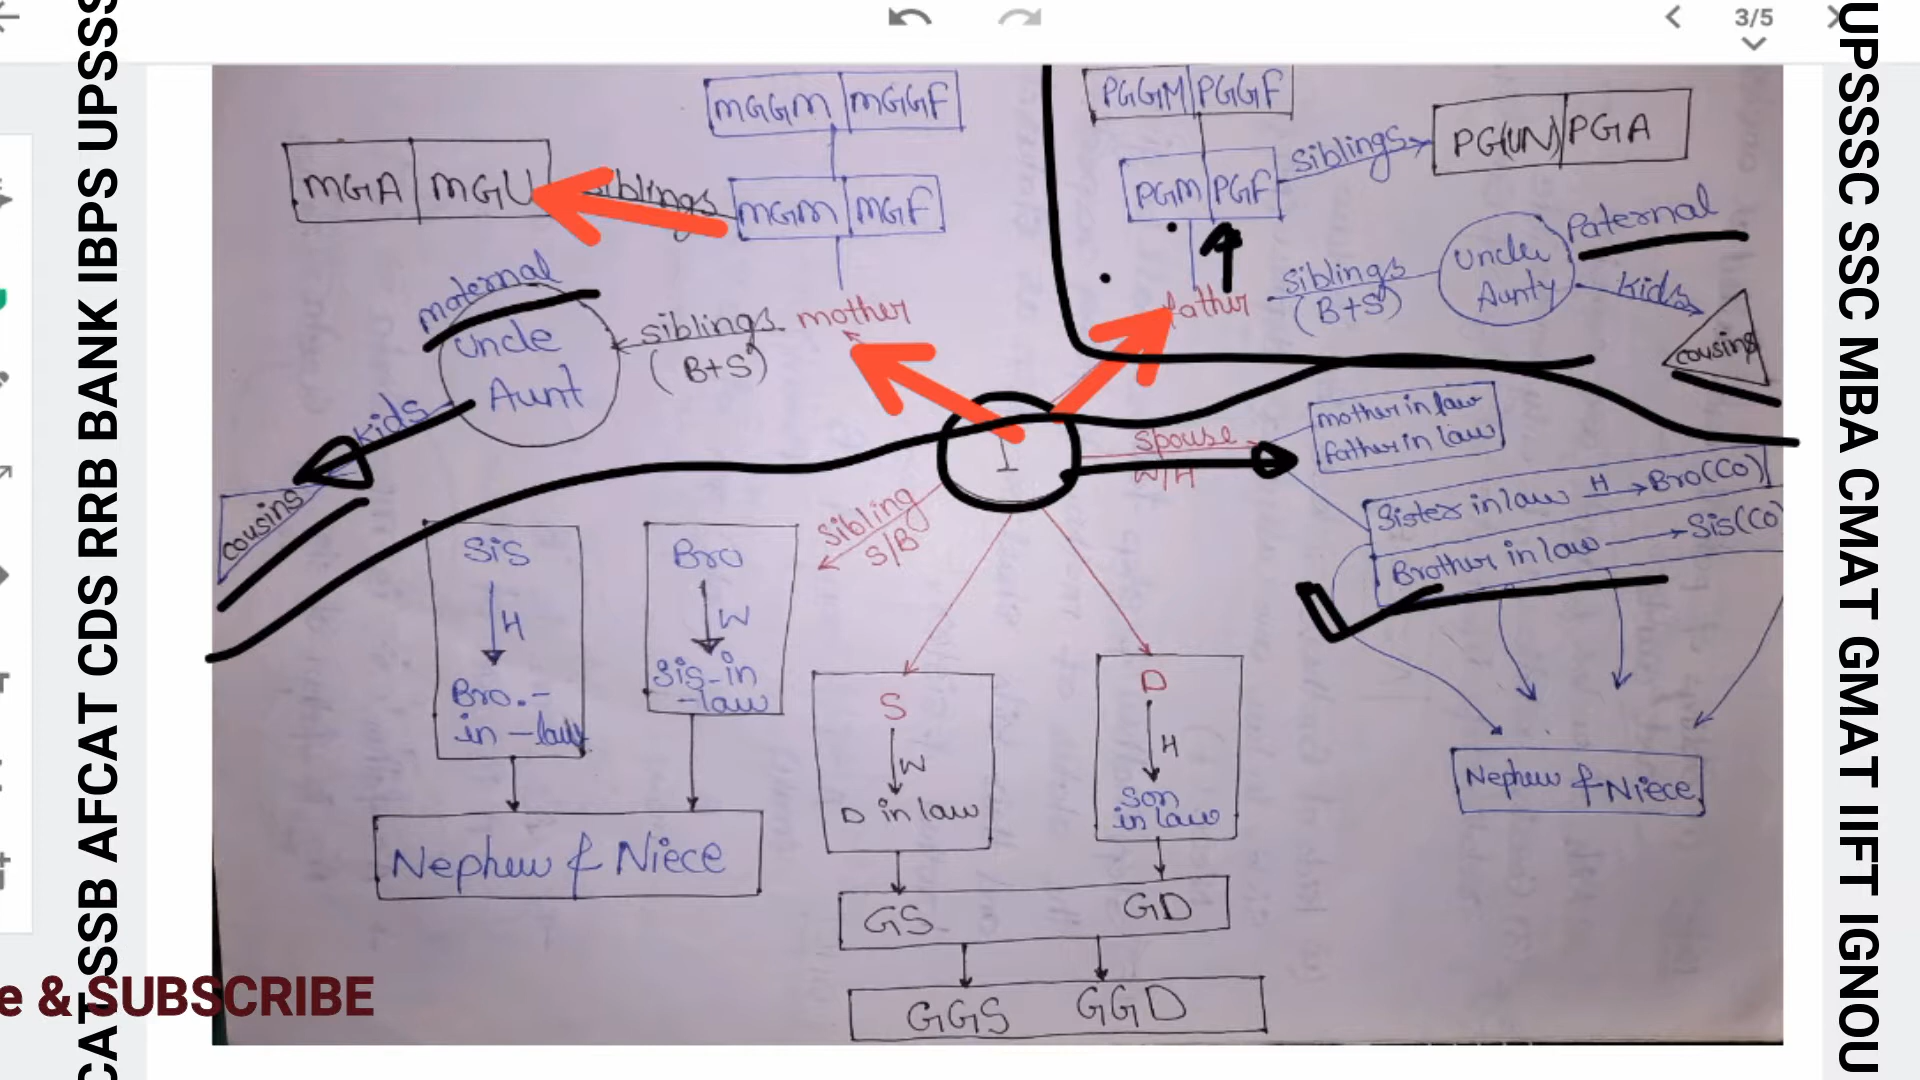 3/5
CAT SSB AFCAT CDS RRB BANK IBPS UPSSS
UPSSSC SSC MBA CMAT GMAT IIFT IGNOU
MGGM MGGF
PGGM PGGF
PG(UN) PGA
siblings
MGA MGU
siblings
MGM MGF
PGM PGF
Paternal
Uncle
Aunty
siblings
(B+S)
Kids
cousins
maternal
Uncle
Aunt
siblings
(B+S)
mother
father
Kids
cousins
I
Spouse
W/H
mother in law
father in law
Sister in law H Bro(Co)
Brother in law Sis(Co
sibling
S/B
Sis
H
Bro.-
in-law
Bro
W
Sis-in
-law
S
W
D in law
D
H
Son
in law
Nephew & Niece
Nephew & Niece
GS GD
GGS GGD
e & SUBSCRIBE